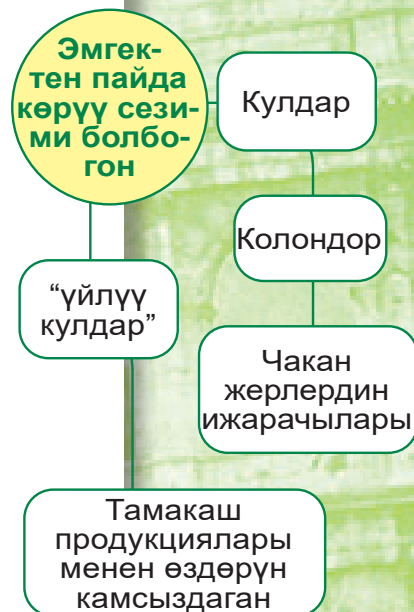 Эмгек-
тен пайда
көрүү сези-
ми болбо-
гон
Кулдар
Колондор
“үйлүү
кулдар”
Чакан
жерлердин
ижарачылары
Тамакаш
продукциялары
менен өздөрүн
камсыздаган